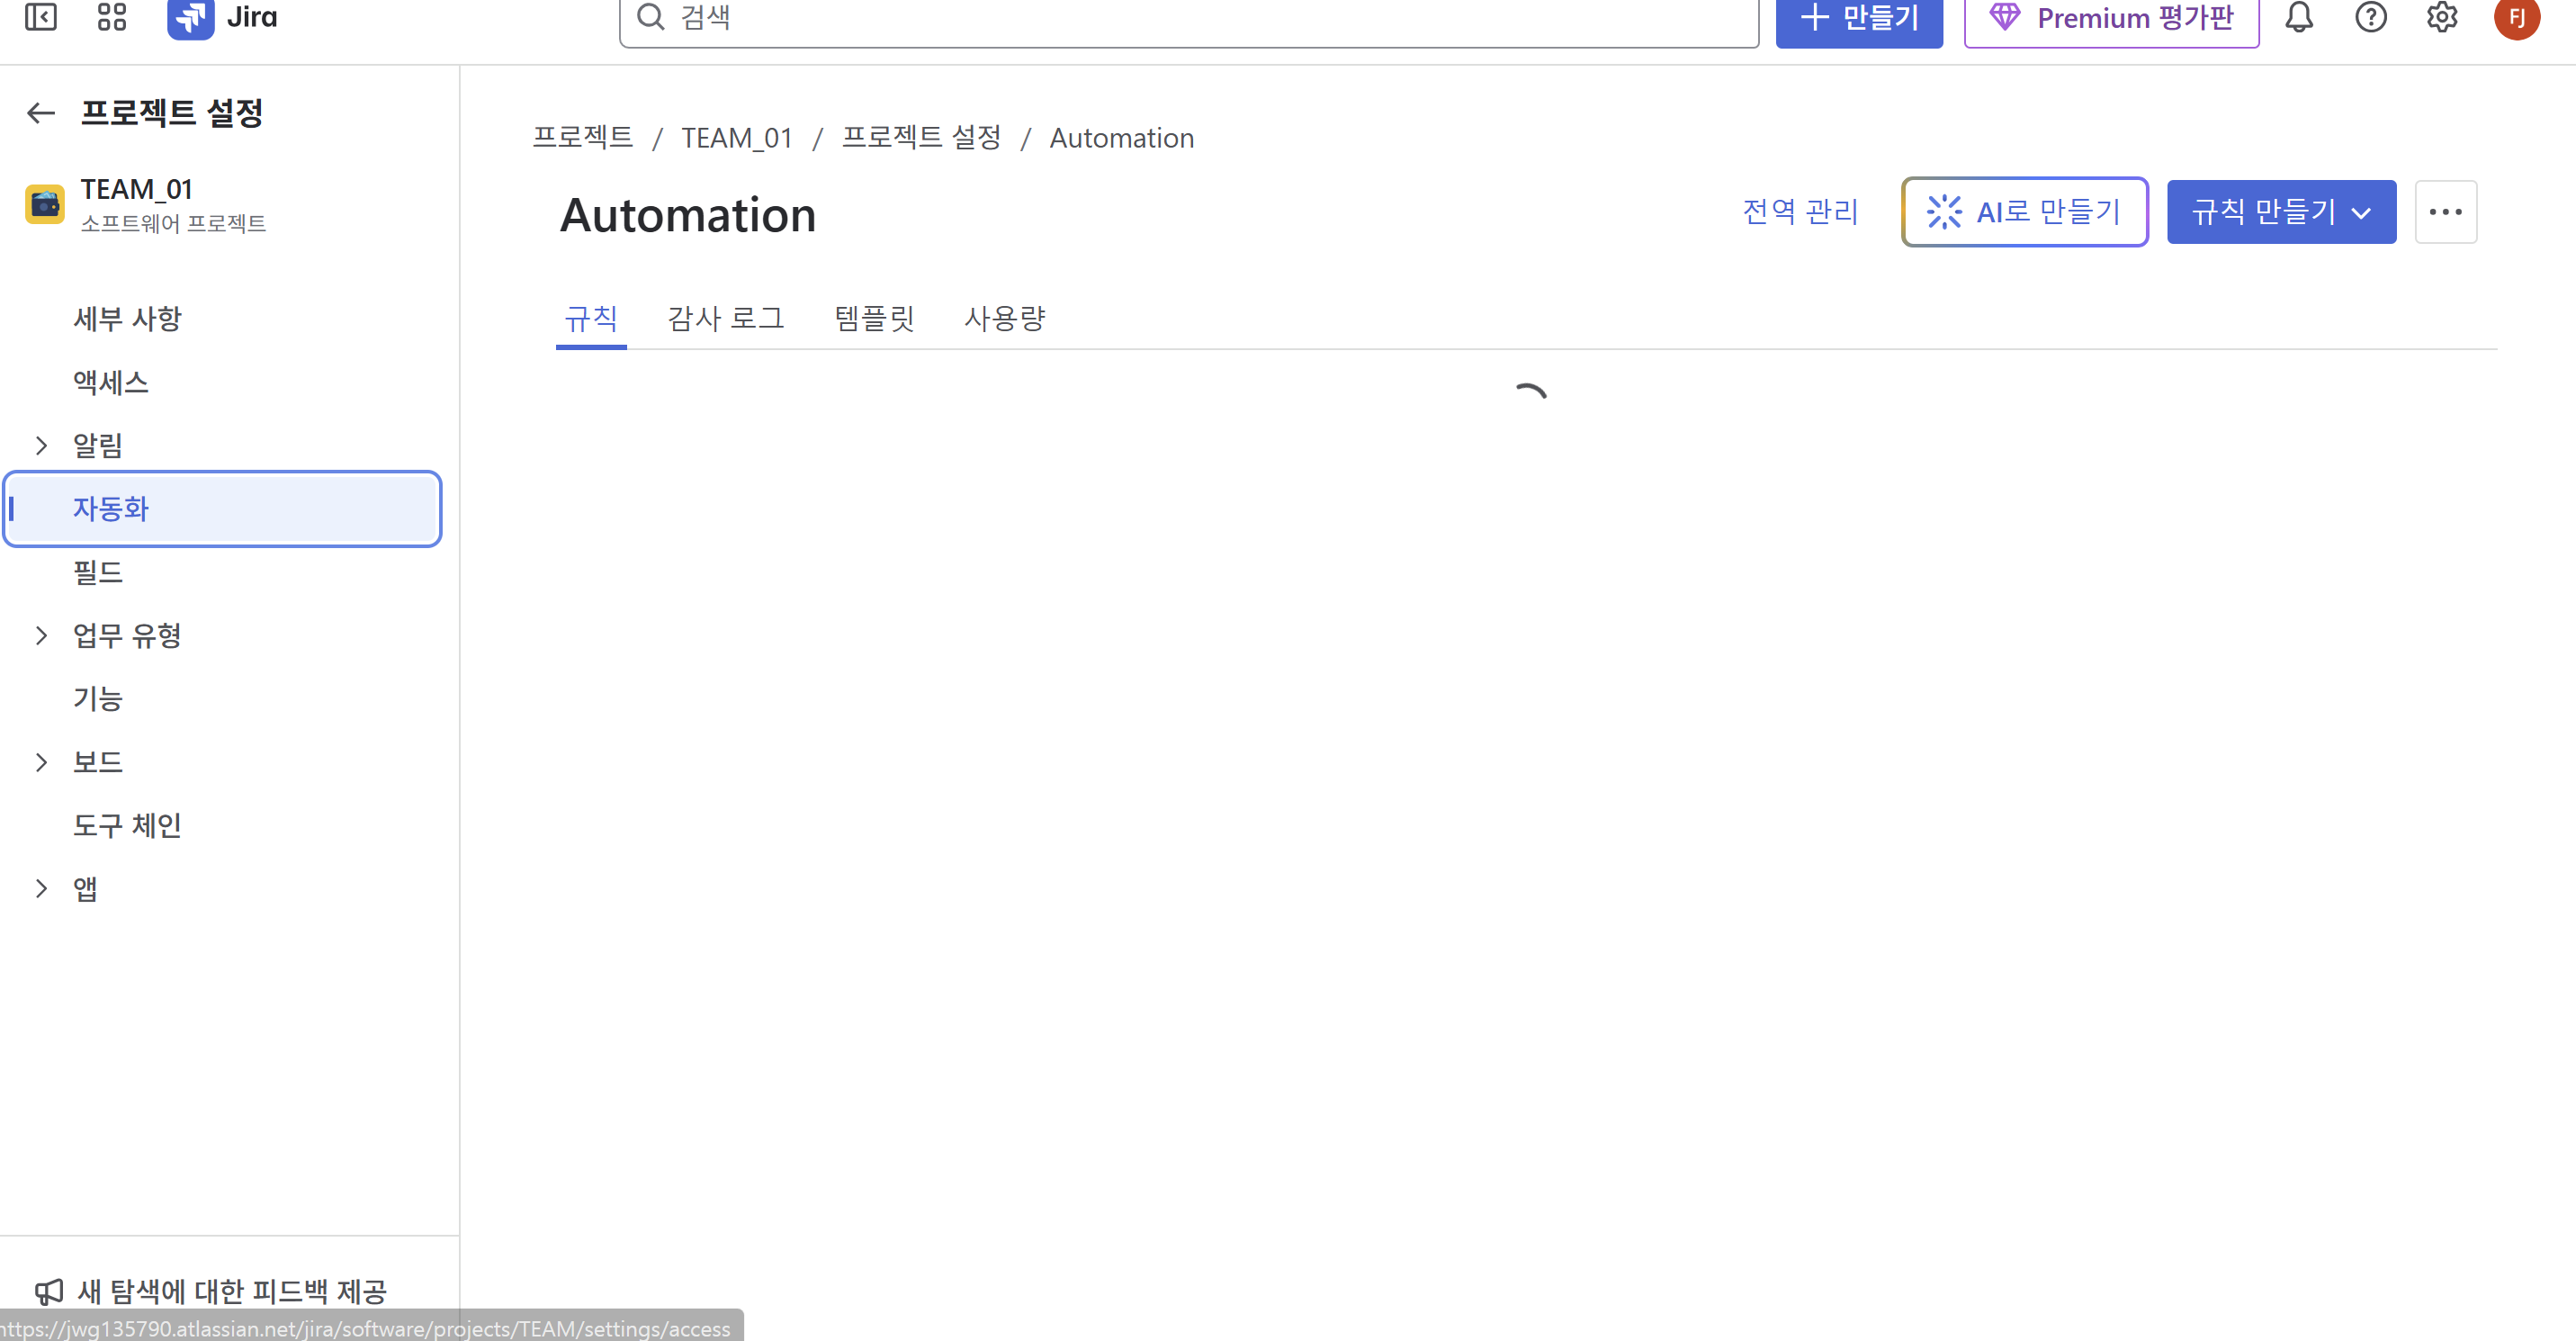 Jira
검색
만들기
Premium 평가판
FJ
프로젝트 설정
TEAM_01
소프트웨어 프로젝트
세부 사항
액세스
알림
자동화
필드
업무 유형
기능
보드
도구 체인
앱
새 탐색에 대한 피드백 제공
프로젝트 / TEAM_01 / 프로젝트 설정 / Automation
Automation
전역 관리
AI로 만들기
규칙 만들기
규칙 감사 로그 템플릿 사용량
https://jwg135790.atlassian.net/jira/software/projects/TEAM/settings/access